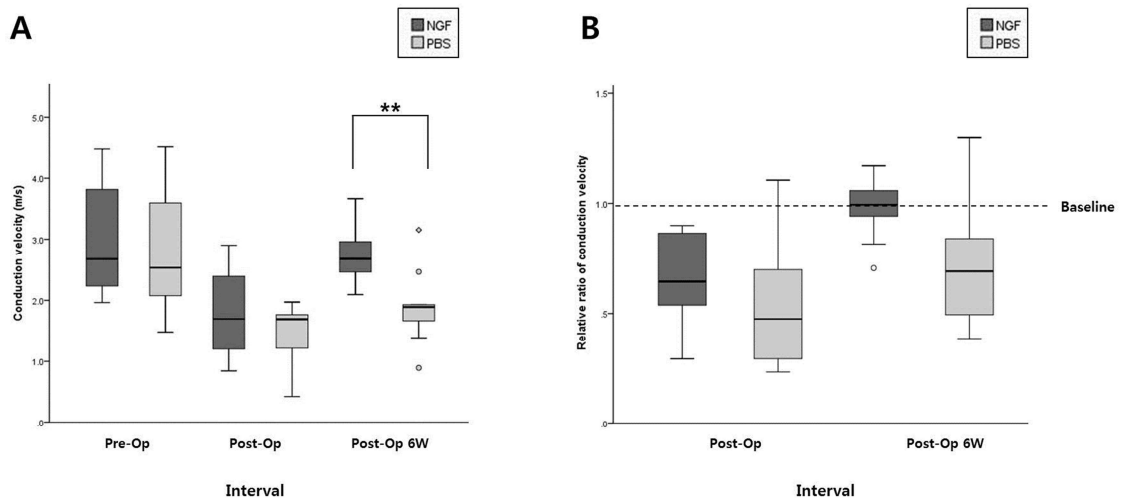 A
NGF
PBS
5.0
4.0
3.0
2.0
1.0
.0
Conduction velocity (m/s)
**
Pre-Op
Post-Op
Post-Op 6W
Interval
B
NGF
PBS
1.5
1.0
.5
.0
Relative ratio of conduction velocity
Baseline
Post-Op
Post-Op 6W
Interval